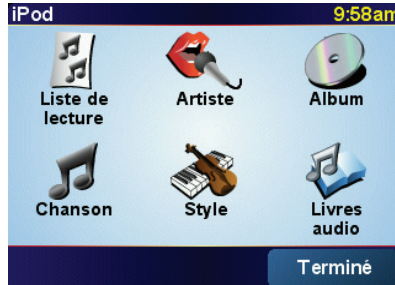 iPod 9:58am
Liste de
lecture
Artiste
Album
Chanson
Style
Livres
audio
Terminé